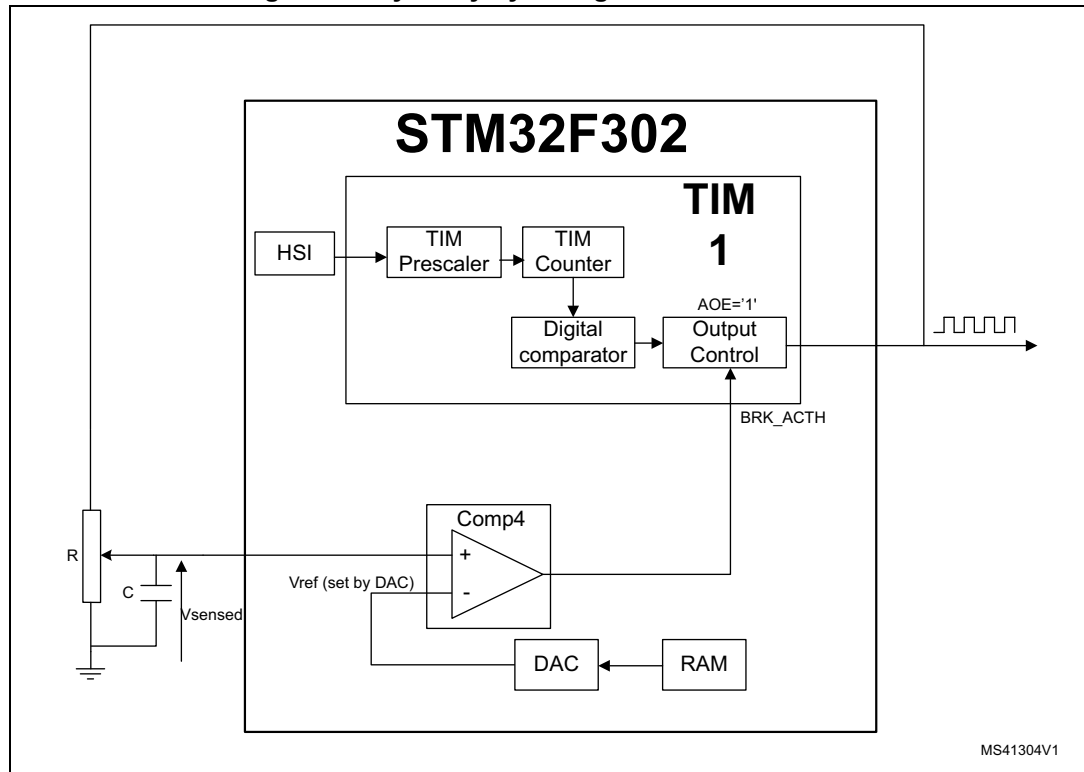 STM32F302
TIM
1
HSI
TIM
Prescaler
TIM
Counter
AOE='1'
Digital
comparator
Output
Control
BRK_ACTH
Comp4
R
+
Vref (set by DAC)
-
C
Vsensed
DAC
RAM
MS41304V1